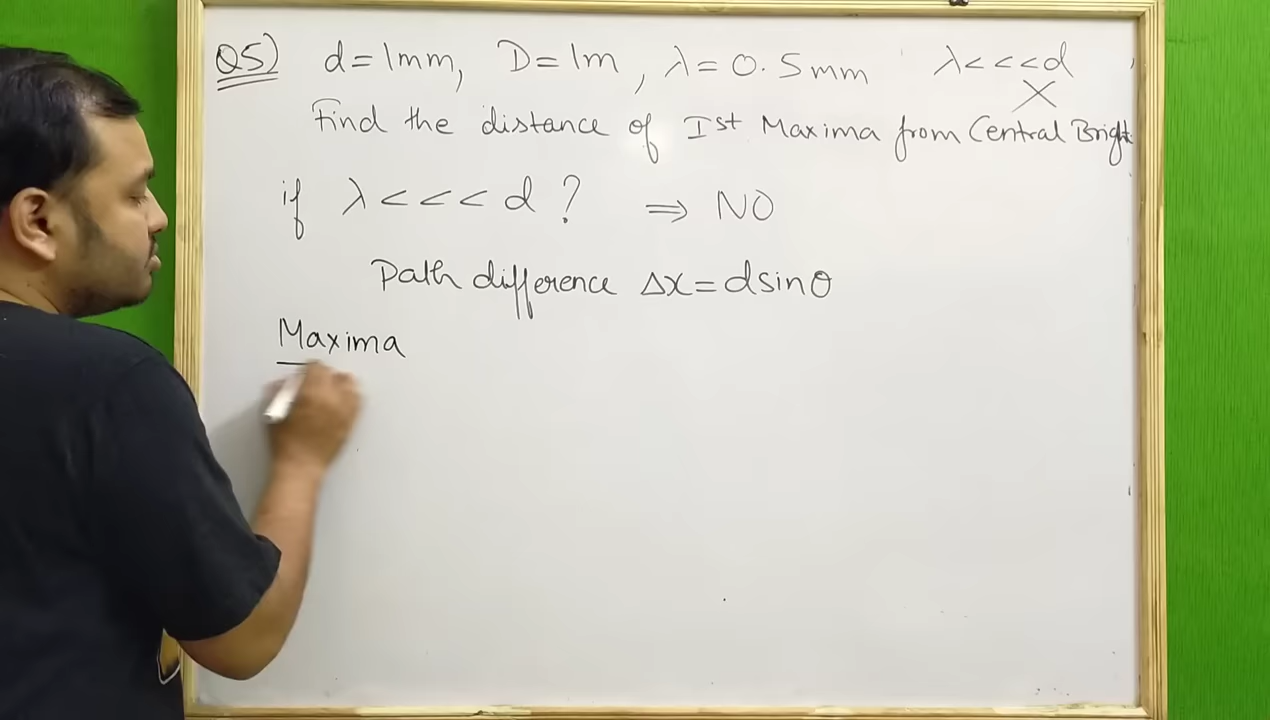 Q5) d=1mm, D=1m, λ=0.5mm λ<<<d
X
Find the distance of Ist Maxima from Central Bright
if λ<<<d? ⇒ NO
Path difference Δx=dsinθ
Maxima